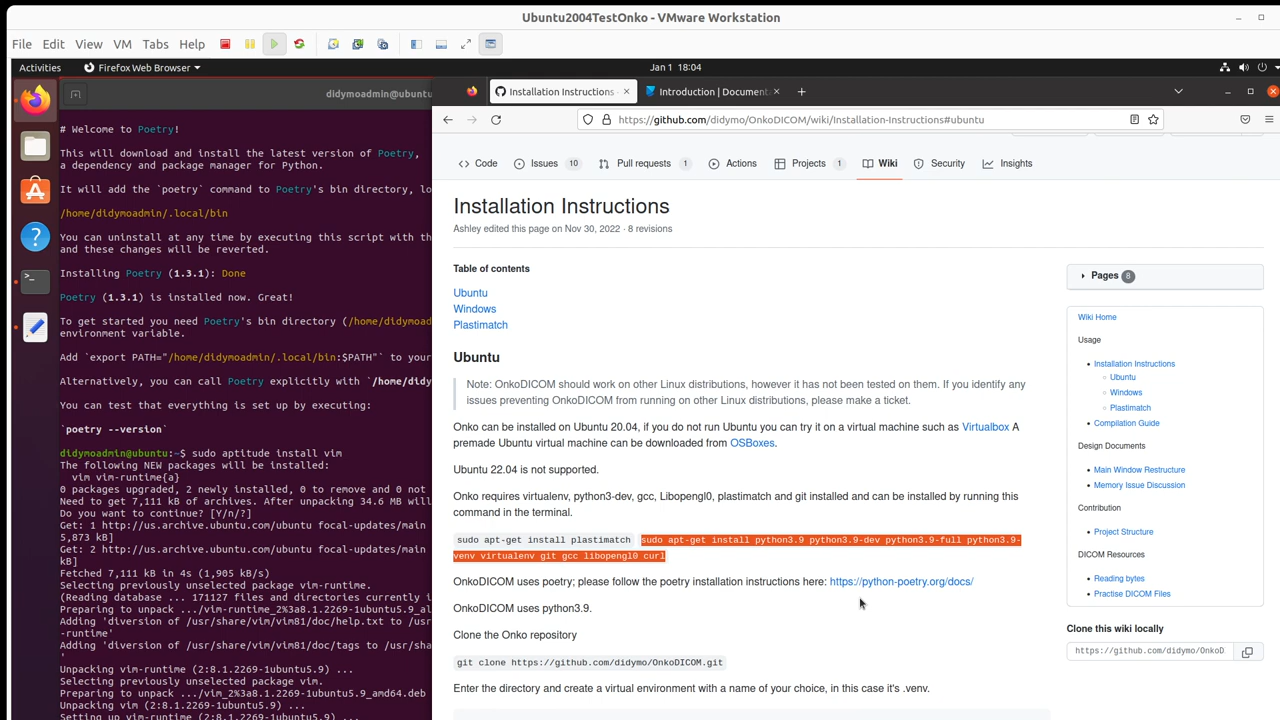 Ubuntu2004TestOnko - VMware Workstation
File Edit View VM Tabs Help
Activities Firefox Web Browser Jan 1 18:04
didymoadmin@ubuntu
# Welcome to Poetry!
This will download and install the latest version of Poetry,
a dependency and package manager for Python.
It will add the `poetry` command to Poetry's bin directory, lo
/home/didymoadmin/.local/bin
You can uninstall at any time by executing this script with th
and these changes will be reverted.
Installing Poetry (1.3.1): Done
Poetry (1.3.1) is installed now. Great!
To get started you need Poetry's bin directory (/home/didymoad
environment variable.
Add `export PATH="/home/didymoadmin/.local/bin:$PATH"` to your
Alternatively, you can call Poetry explicitly with `/home/didy
You can test that everything is set up by executing:
`poetry --version`
didymoadmin@ubuntu:~$ sudo aptitude install vim
The following NEW packages will be installed:
vim vim-runtime{a}
0 packages upgraded, 2 newly installed, 0 to remove and 0 not
Need to get 7,111 kB of archives. After unpacking 34.6 MB will
Do you want to continue? [Y/n/?]
Get: 1 http://us.archive.ubuntu.com/ubuntu focal-updates/main
5,873 kB]
Get: 2 http://us.archive.ubuntu.com/ubuntu focal-updates/main
kB]
Fetched 7,111 kB in 4s (1,905 kB/s)
Selecting previously unselected package vim-runtime.
(Reading database ... 171127 files and directories currently i
Preparing to unpack .../vim-runtime_2%3a8.1.2269-1ubuntu5.9_al
Adding 'diversion of /usr/share/vim/vim81/doc/help.txt to /usr
-runtime'
Adding 'diversion of /usr/share/vim/vim81/doc/tags to /usr/sha
'
Unpacking vim-runtime (2:8.1.2269-1ubuntu5.9) ...
Selecting previously unselected package vim.
Preparing to unpack .../vim_2%3a8.1.2269-1ubuntu5.9_amd64.deb
Unpacking vim (2:8.1.2269-1ubuntu5.9) ...
Setting up vim-runtime (2:8.1.2269-1ubuntu5.9) ...
Installation Instructions · Introduction | Document
https://github.com/didymo/OnkoDICOM/wiki/Installation-Instructions#ubuntu
Code Issues 10 Pull requests 1 Actions Projects 1 Wiki Security Insights
Installation Instructions
Ashley edited this page on Nov 30, 2022 · 8 revisions
Table of contents
Ubuntu
Windows
Plastimatch
Ubuntu
Note: OnkoDICOM should work on other Linux distributions, however it has not been tested on them. If you identify any
issues preventing OnkoDICOM from running on other Linux distributions, please make a ticket.
Onko can be installed on Ubuntu 20.04, if you do not run Ubuntu you can try it on a virtual machine such as Virtualbox A
premade Ubuntu virtual machine can be downloaded from OSBoxes.
Ubuntu 22.04 is not supported.
Onko requires virtualenv, python3-dev, gcc, Libopengl0, plastimatch and git installed and can be installed by running this
command in the terminal.
sudo apt-get install plastimatch sudo apt-get install python3.9 python3.9-dev python3.9-full python3.9-
venv virtualenv git gcc libopengl0 curl
OnkoDICOM uses poetry; please follow the poetry installation instructions here: https://python-poetry.org/docs/
OnkoDICOM uses python3.9.
Clone the Onko repository
git clone https://github.com/didymo/OnkoDICOM.git
Enter the directory and create a virtual environment with a name of your choice, in this case it's .venv.
Pages 8
Wiki Home
Usage
Installation Instructions
Ubuntu
Windows
Plastimatch
Compilation Guide
Design Documents
Main Window Restructure
Memory Issue Discussion
Contribution
Project Structure
DICOM Resources
Reading bytes
Practise DICOM Files
Clone this wiki locally
https://github.com/didymo/OnkoD